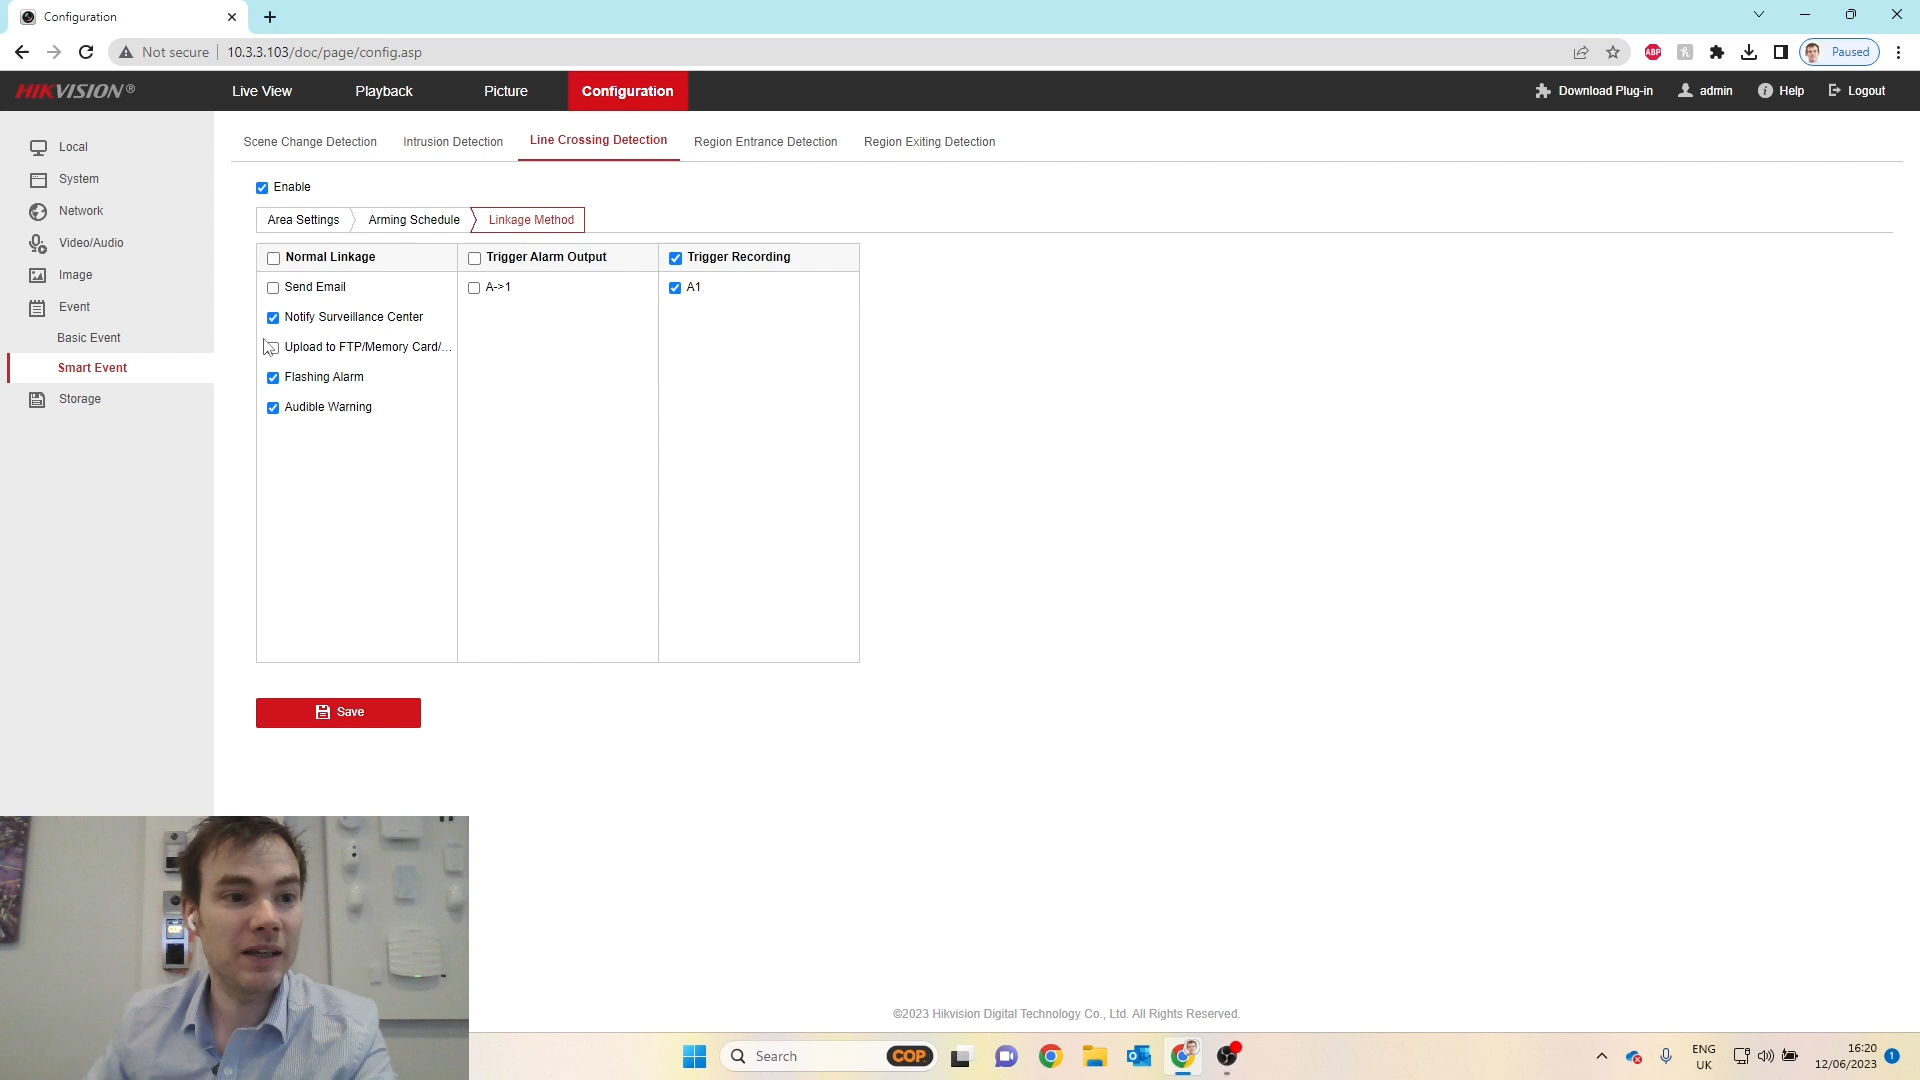 Configuration
Not secure 10.3.3.103/doc/page/config.asp
ABP
Paused
HIKVISION®
Live View
Playback
Picture
Configuration
Download Plug-in
admin
Help
Logout
Local
System
Network
Video/Audio
Image
Event
Basic Event
Smart Event
Storage
Scene Change Detection
Intrusion Detection
Line Crossing Detection
Region Entrance Detection
Region Exiting Detection
Enable
Area Settings
Arming Schedule
Linkage Method
Normal Linkage
Trigger Alarm Output
Trigger Recording
Send Email
A->1
A1
Notify Surveillance Center
Upload to FTP/Memory Card/...
Flashing Alarm
Audible Warning
Save
COP
©2023 Hikvision Digital Technology Co., Ltd. All Rights Reserved.
Search
COP
ENG
UK
16:20
12/06/2023
1